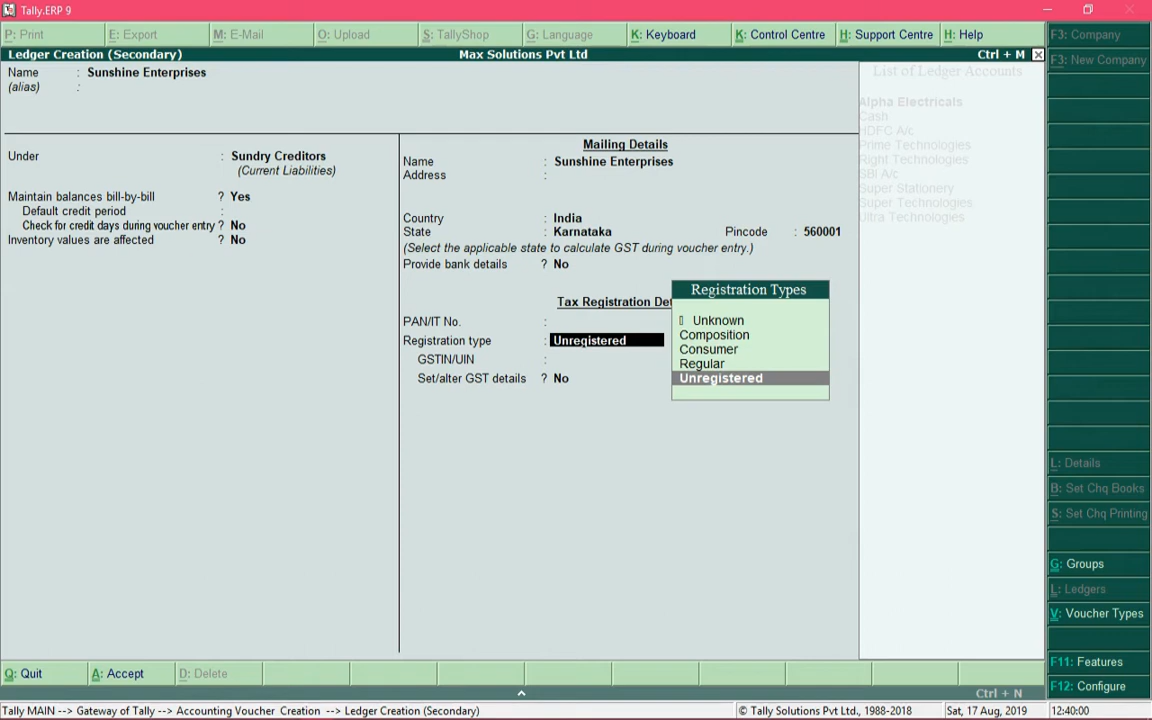 Tally.ERP 9
P: Print E: Export M: E-Mail O: Upload S: TallyShop G: Language K: Keyboard K: Control Centre H: Support Centre H: Help
F3: Company
F3: New Company
Ledger Creation (Secondary) Max Solutions Pvt Ltd Ctrl + M
Name : Sunshine Enterprises
(alias) :
List of Ledger Accounts
Alpha Electricals
Cash
HDFC A/c
Prime Technologies
Right Technologies
SBI A/c
Super Stationery
Super Technologies
Ultra Technologies
Under : Sundry Creditors
(Current Liabilities)
Maintain balances bill-by-bill ? Yes
Default credit period :
Check for credit days during voucher entry ? No
Inventory values are affected ? No
Mailing Details
Name : Sunshine Enterprises
Address :
Country : India
State : Karnataka Pincode : 560001
(Select the applicable state to calculate GST during voucher entry.)
Provide bank details ? No
Tax Registration Det
PAN/IT No. :
Registration type : Unregistered
GSTIN/UIN :
Set/alter GST details ? No
Registration Types
Unknown
Composition
Consumer
Regular
Unregistered
L: Details
B: Set Chq Books
S: Set Chq Printing
G: Groups
L: Ledgers
V: Voucher Types
F11: Features
F12: Configure
Q: Quit A: Accept D: Delete
Ctrl + N
Tally MAIN --> Gateway of Tally --> Accounting Voucher Creation --> Ledger Creation (Secondary) © Tally Solutions Pvt Ltd., 1988-2018 Sat, 17 Aug, 2019 12:40:00